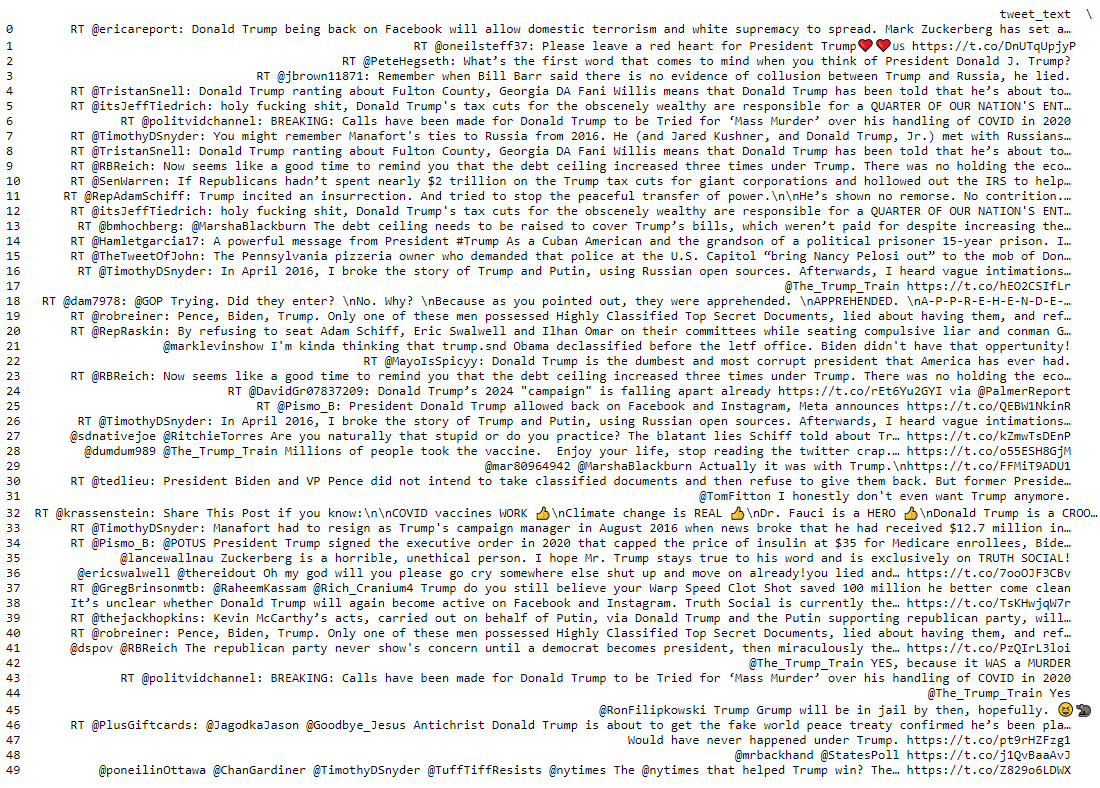 tweet_text \
0 RT @ericareport: Donald Trump being back on Facebook will allow domestic terrorism and white supremacy to spread. Mark Zuckerberg has set a…
1 RT @oneilsteff37: Please leave a red heart for President Trump❤️❤️us https://t.co/DnUTqUpjyP
2 RT @PeteHegseth: What’s the first word that comes to mind when you think of President Donald J. Trump?
3 RT @jbrown11871: Remember when Bill Barr said there is no evidence of collusion between Trump and Russia, he lied.
4 RT @TristanSnell: Donald Trump ranting about Fulton County, Georgia DA Fani Willis means that Donald Trump has been told that he’s about to…
5 RT @itsJeffTiedrich: holy fucking shit, Donald Trump's tax cuts for the obscenely wealthy are responsible for a QUARTER OF OUR NATION'S ENT…
6 RT @politvidchannel: BREAKING: Calls have been made for Donald Trump to be Tried for ‘Mass Murder’ over his handling of COVID in 2020
7 RT @TimothyDSnyder: You might remember Manafort's ties to Russia from 2016. He (and Jared Kushner, and Donald Trump, Jr.) met with Russians…
8 RT @TristanSnell: Donald Trump ranting about Fulton County, Georgia DA Fani Willis means that Donald Trump has been told that he’s about to…
9 RT @RBReich: Now seems like a good time to remind you that the debt ceiling increased three times under Trump. There was no holding the eco…
10 RT @SenWarren: If Republicans hadn’t spent nearly $2 trillion on the Trump tax cuts for giant corporations and hollowed out the IRS to help…
11 RT @RepAdamSchiff: Trump incited an insurrection. And tried to stop the peaceful transfer of power.\n\nHe’s shown no remorse. No contrition.…
12 RT @itsJeffTiedrich: holy fucking shit, Donald Trump's tax cuts for the obscenely wealthy are responsible for a QUARTER OF OUR NATION'S ENT…
13 RT @bmhochberg: @MarshaBlackburn The debt ceiling needs to be raised to cover Trump’s bills, which weren’t paid for despite increasing the…
14 RT @Hamletgarcia17: A powerful message from President #Trump As a Cuban American and the grandson of a political prisoner 15-year prison. I…
15 RT @TheTweetOfJohn: The Pennsylvania pizzeria owner who demanded that police at the U.S. Capitol “bring Nancy Pelosi out” to the mob of Don…
16 RT @TimothyDSnyder: In April 2016, I broke the story of Trump and Putin, using Russian open sources. Afterwards, I heard vague intimations…
17 @The_Trump_Train https://t.co/hEO2CSIfLr
18 RT @dam7978: @GOP Trying. Did they enter? \nNo. Why? \nBecause as you pointed out, they were apprehended. \nAPPREHENDED. \nA-P-P-R-E-H-E-N-D-E-…
19 RT @robreiner: Pence, Biden, Trump. Only one of these men possessed Highly Classified Top Secret Documents, lied about having them, and ref…
20 RT @RepRaskin: By refusing to seat Adam Schiff, Eric Swalwell and Ilhan Omar on their committees while seating compulsive liar and conman G…
21 @marklevinshow I'm kinda thinking that trump.snd Obama declassified before the letf office. Biden didn't have that oppertunity!
22 RT @MayoIsSpicyy: Donald Trump is the dumbest and most corrupt president that America has ever had.
23 RT @RBReich: Now seems like a good time to remind you that the debt ceiling increased three times under Trump. There was no holding the eco…
24 RT @DavidGr07837209: Donald Trump’s 2024 "campaign" is falling apart already https://t.co/rEt6Yu2GYI via @PalmerReport
25 RT @Pismo_B: President Donald Trump allowed back on Facebook and Instagram, Meta announces https://t.co/QEBW1NkinR
26 RT @TimothyDSnyder: In April 2016, I broke the story of Trump and Putin, using Russian open sources. Afterwards, I heard vague intimations…
27 @sdnativejoe @RitchieTorres Are you naturally that stupid or do you practice? The blatant lies Schiff told about Tr… https://t.co/kZmwTsDEnP
28 @dumdum989 @The_Trump_Train Millions of people took the vaccine.  Enjoy your life, stop reading the twitter crap.… https://t.co/o55ESH8GjM
29 @mar80964942 @MarshaBlackburn Actually it was with Trump.\nhttps://t.co/FFMiT9ADU1
30 RT @tedlieu: President Biden and VP Pence did not intend to take classified documents and then refuse to give them back. But former Preside…
31 @TomFitton I honestly don't even want Trump anymore.
32 RT @krassenstein: Share This Post if you know:\n\nCOVID vaccines WORK 👍\nClimate change is REAL 👍\nDr. Fauci is a HERO 👍\nDonald Trump is a CROO…
33 RT @TimothyDSnyder: Manafort had to resign as Trump's campaign manager in August 2016 when news broke that he had received $12.7 million in…
34 RT @Pismo_B: @POTUS President Trump signed the executive order in 2020 that capped the price of insulin at $35 for Medicare enrollees, Bide…
35 @lancewallnau Zuckerberg is a horrible, unethical person. I hope Mr. Trump stays true to his word and is exclusively on TRUTH SOCIAL!
36 @ericswalwell @thereidout Oh my god will you please go cry somewhere else shut up and move on already!you lied and… https://t.co/7ooOJF3CBv
37 RT @GregBrinsonmtb: @RaheemKassam @Rich_Cranium4 Trump do you still believe your Warp Speed Clot Shot saved 100 million he better come clean
38 It’s unclear whether Donald Trump will again become active on Facebook and Instagram. Truth Social is currently the… https://t.co/TsKHwjqW7r
39 RT @thejackhopkins: Kevin McCarthy’s acts, carried out on behalf of Putin, via Donald Trump and the Putin supporting republican party, will…
40 RT @robreiner: Pence, Biden, Trump. Only one of these men possessed Highly Classified Top Secret Documents, lied about having them, and ref…
41 @dspov @RBReich The republican party never show's concern until a democrat becomes president, then miraculously the… https://t.co/PzQIrL3loi
42 @The_Trump_Train YES, because it WAS a MURDER
43 RT @politvidchannel: BREAKING: Calls have been made for Donald Trump to be Tried for ‘Mass Murder’ over his handling of COVID in 2020
44 @The_Trump_Train Yes
45 @RonFilipkowski Trump Grump will be in jail by then, hopefully. 😆🐀
46 RT @PlusGiftcards: @JagodkaJason @Goodbye_Jesus Antichrist Donald Trump is about to get the fake world peace treaty confirmed he’s been pla…
47 Would have never happened under Trump. https://t.co/pt9rHZFzg1
48 @mrbackhand @StatesPoll https://t.co/j1QvBaaAvJ
49 @poneilinOttawa @ChanGardiner @TimothyDSnyder @TuffTiffResists @nytimes The @nytimes that helped Trump win? The… https://t.co/Z829o6LDWX